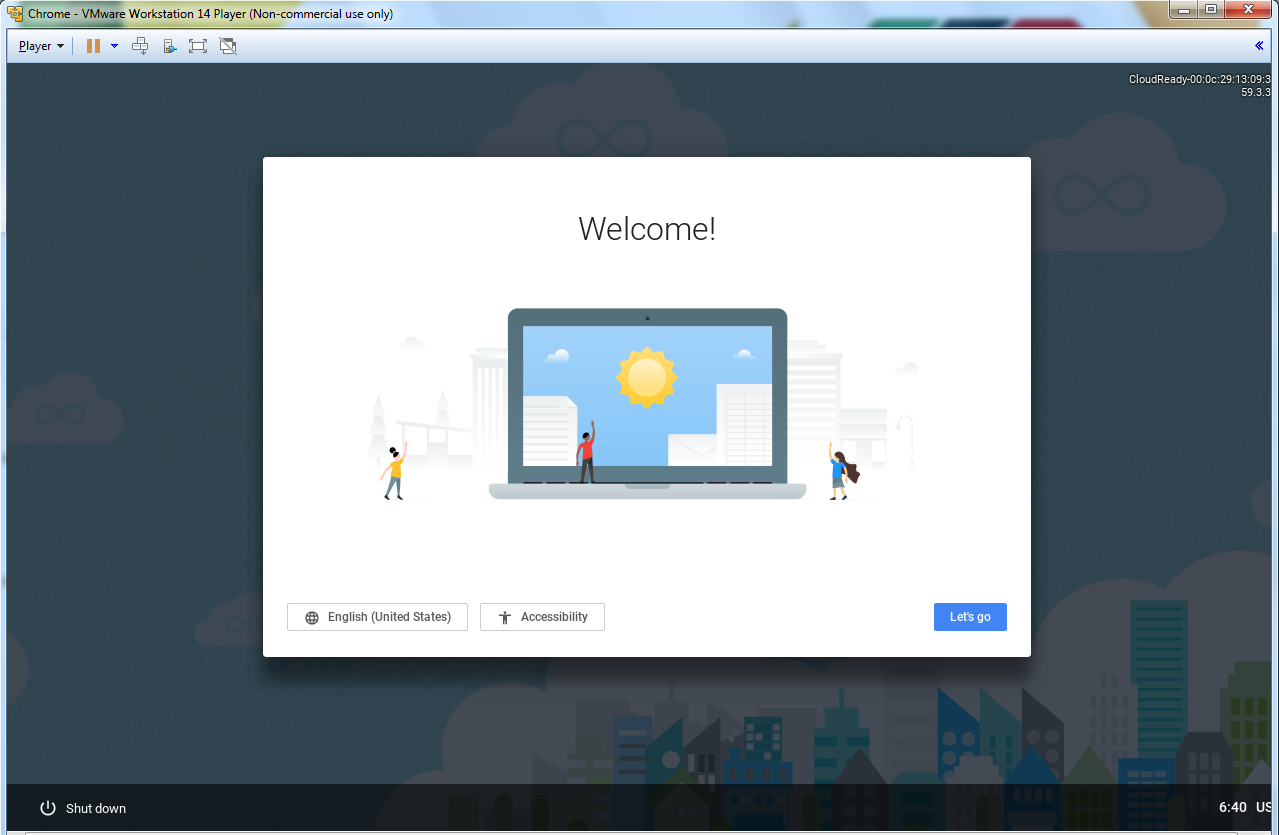 Chrome - VMware Workstation 14 Player (Non-commercial use only)
Player
CloudReady-00:0c:29:13:09:3
59.3.3
Welcome!
English (United States)
Accessibility
Let's go
Shut down
6:40 US